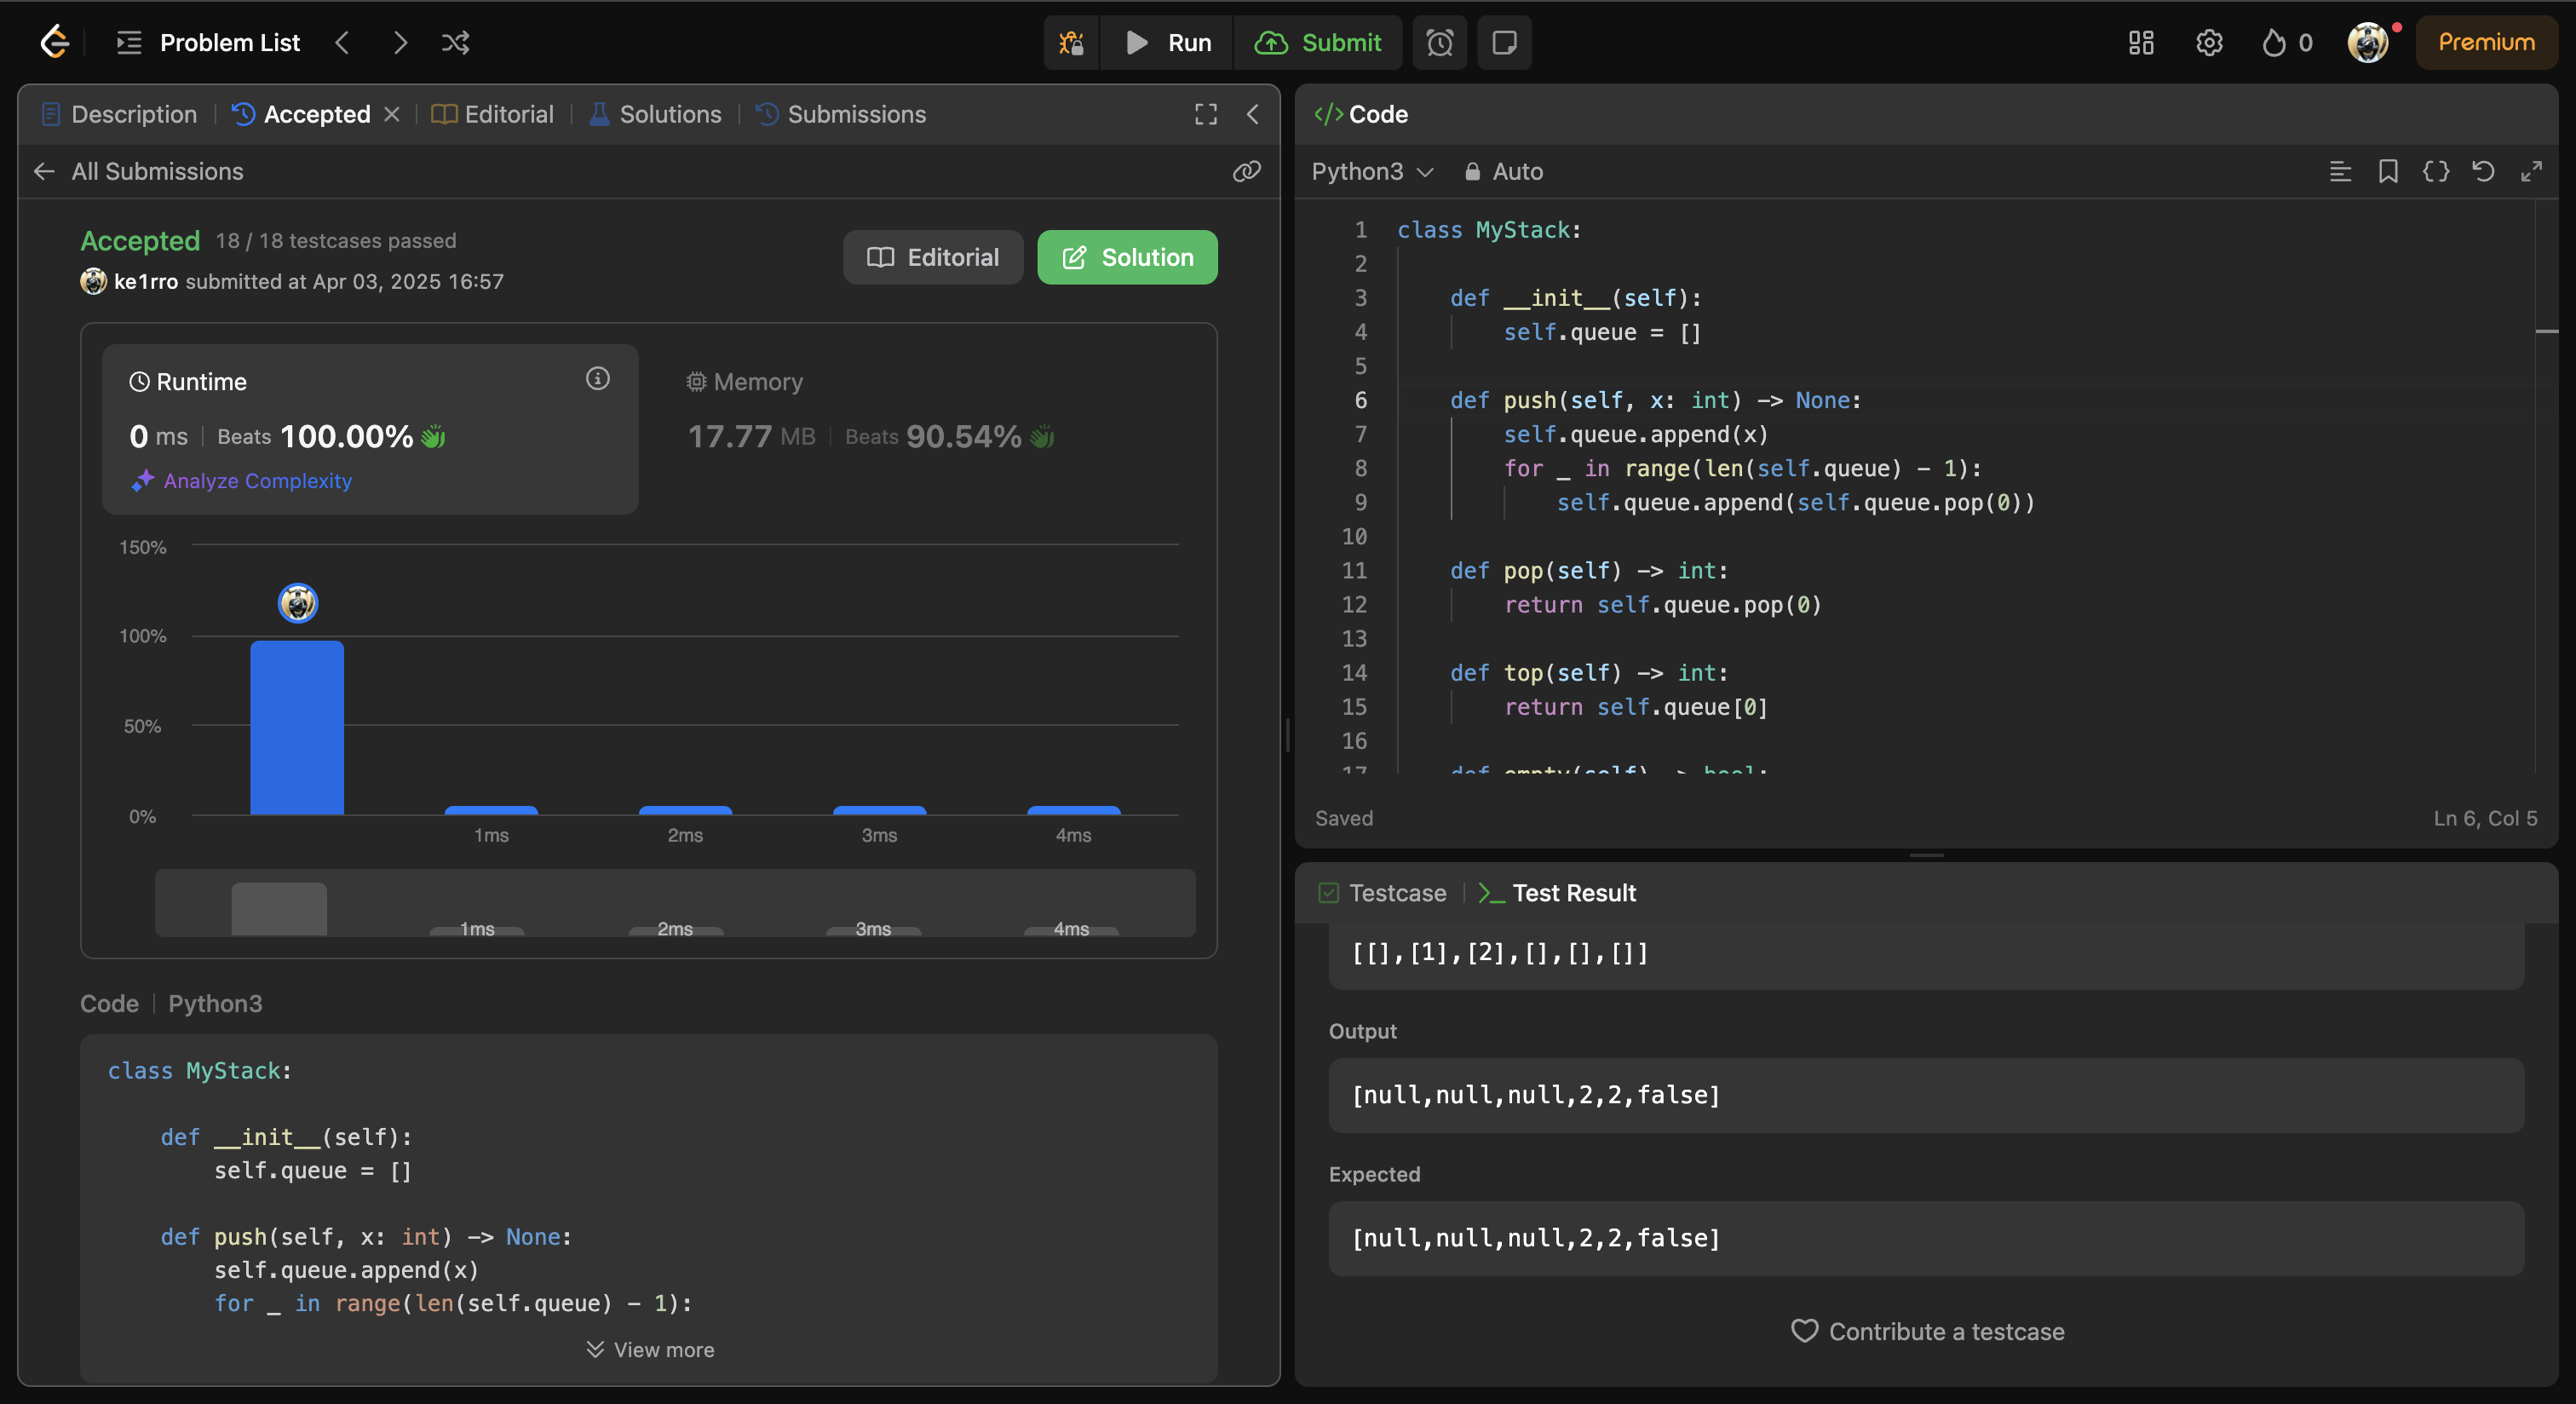 Problem List
Run
Submit
0
Premium
Description
Accepted
Editorial
Solutions
Submissions
All Submissions
Accepted 18 / 18 testcases passed
ke1rro submitted at Apr 03, 2025 16:57
Editorial
Solution
Runtime
0 ms Beats 100.00%
Analyze Complexity
Memory
17.77 MB Beats 90.54%
150%
100%
50%
0%
1ms 2ms 3ms 4ms
1ms 2ms 3ms 4ms
Code Python3
class MyStack:
def __init__(self):
self.queue = []
def push(self, x: int) -> None:
self.queue.append(x)
for _ in range(len(self.queue) - 1):
View more
Code
Python3 Auto
1 class MyStack:
2
3 def __init__(self):
4 self.queue = []
5
6 def push(self, x: int) -> None:
7 self.queue.append(x)
8 for _ in range(len(self.queue) - 1):
9 self.queue.append(self.queue.pop(0))
10
11 def pop(self) -> int:
12 return self.queue.pop(0)
13
14 def top(self) -> int:
15 return self.queue[0]
16
17 def empty(self) -> bool:
Saved
Ln 6, Col 5
Testcase
Test Result
[[],[1],[2],[],[],[]]
Output
[null,null,null,2,2,false]
Expected
[null,null,null,2,2,false]
Contribute a testcase